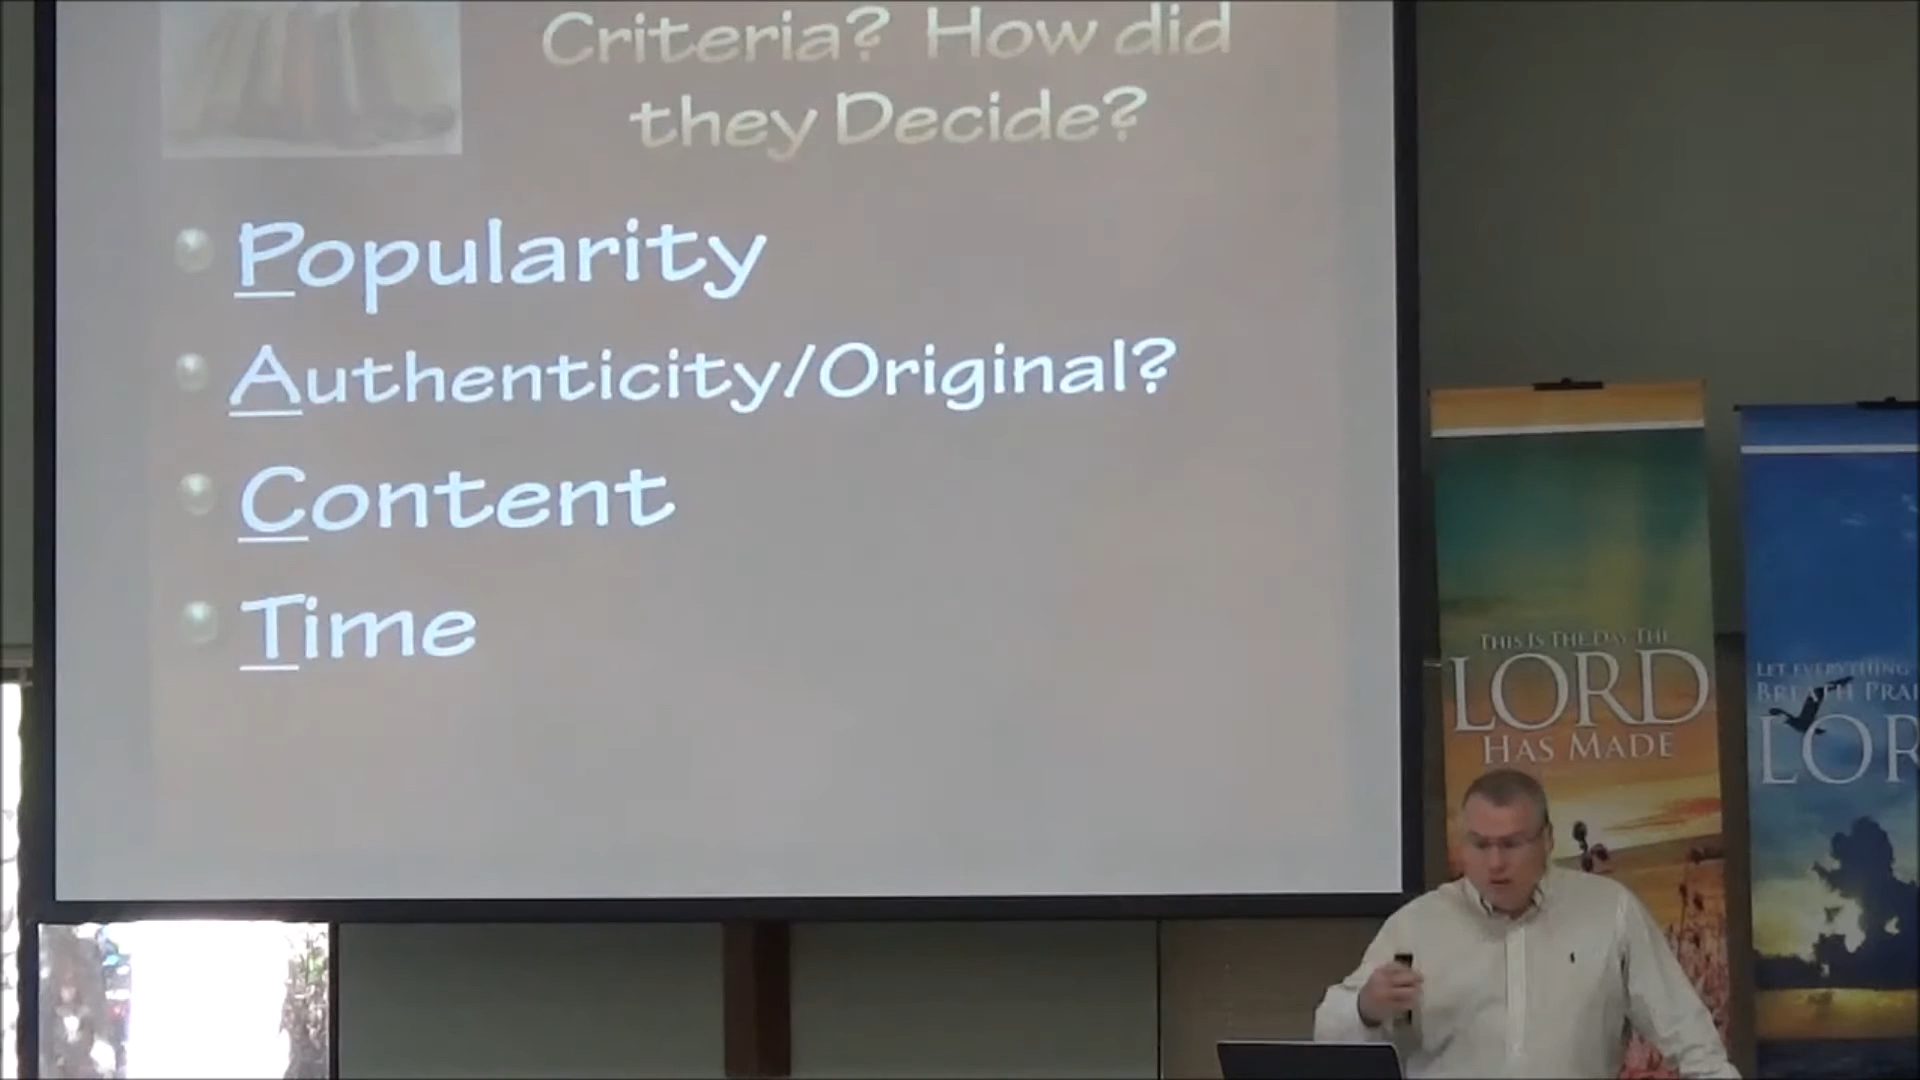 Criteria? How did
they Decide?
Popularity
Authenticity/Original?
Content
Time
THIS IS THE DAY THE
LORD
HAS MADE
LET EVERYTHING
BREATH